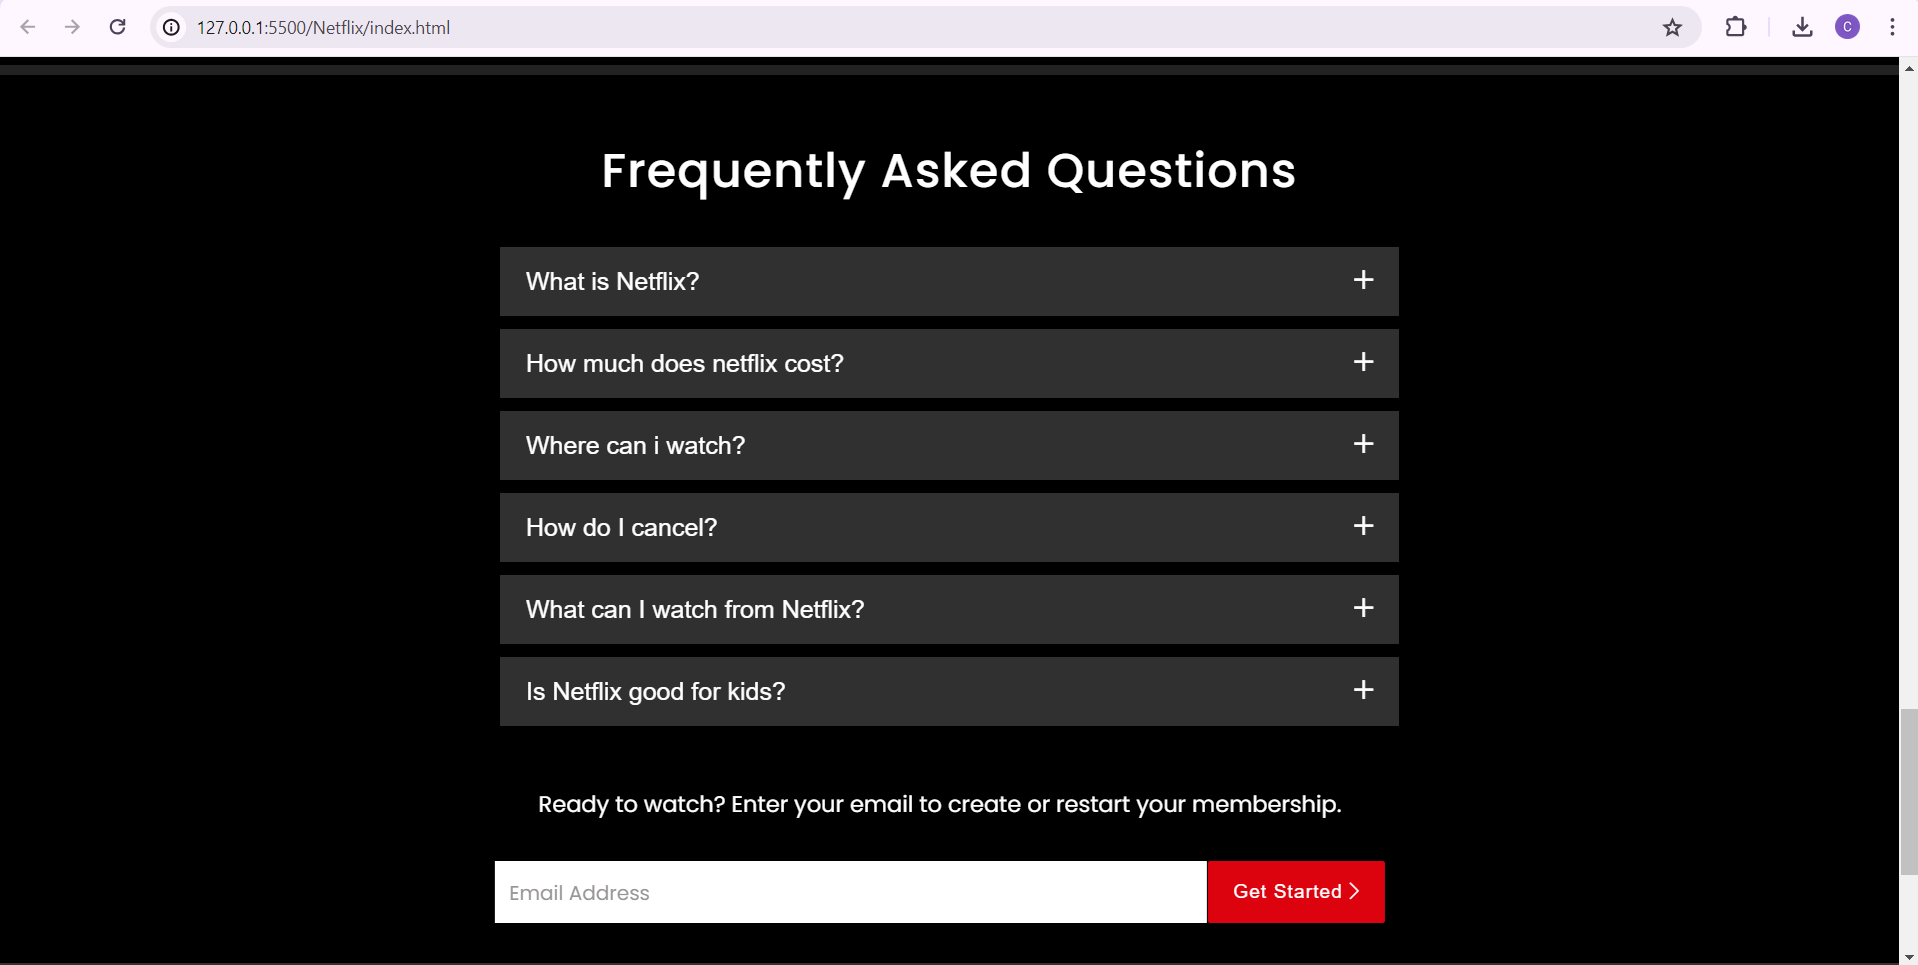 127.0.0.1:5500/Netflix/index.html
C
Frequently Asked Questions
What is Netflix? +
How much does netflix cost? +
Where can i watch? +
How do I cancel? +
What can I watch from Netflix? +
Is Netflix good for kids? +
Ready to watch? Enter your email to create or restart your membership.
Email Address
Get Started >